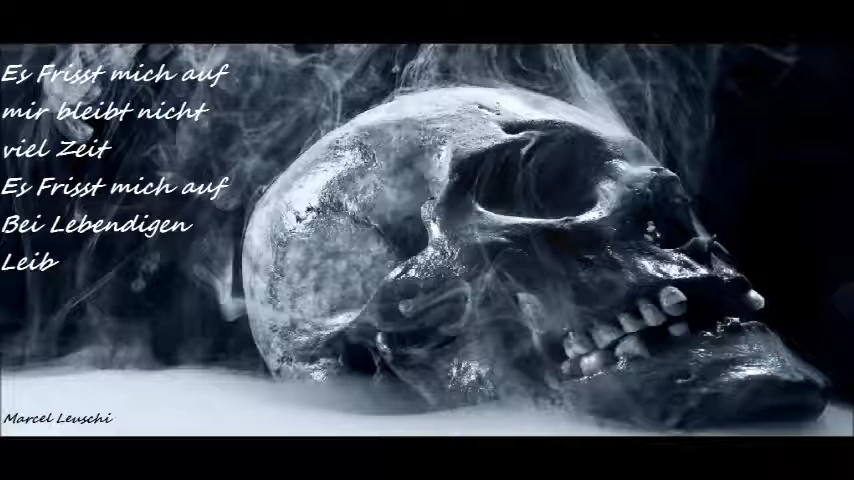 Es Frisst mich auf
mir bleibt nicht
viel Zeit
Es Frisst mich auf
Bei Lebendigen
Leib
Marcel Leuschi